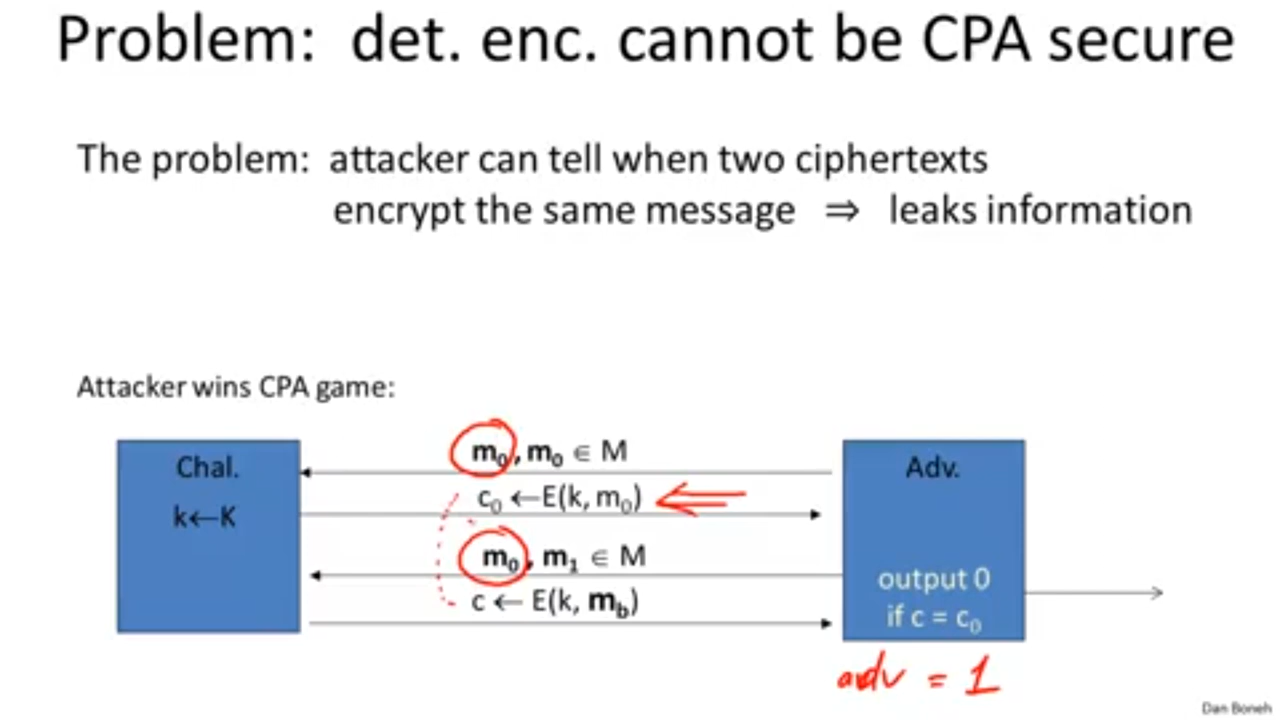 Problem: det. enc. cannot be CPA secure
The problem: attacker can tell when two ciphertexts
encrypt the same message ⇒ leaks information
Attacker wins CPA game:
Chal.
k←K
m₀, m₀ ∈ M
c₀ ←E(k, m₀)
m₀, m₁ ∈ M
c ← E(k, m_b)
Adv.
output 0
if c = c₀
adv = 1
Dan Boneh